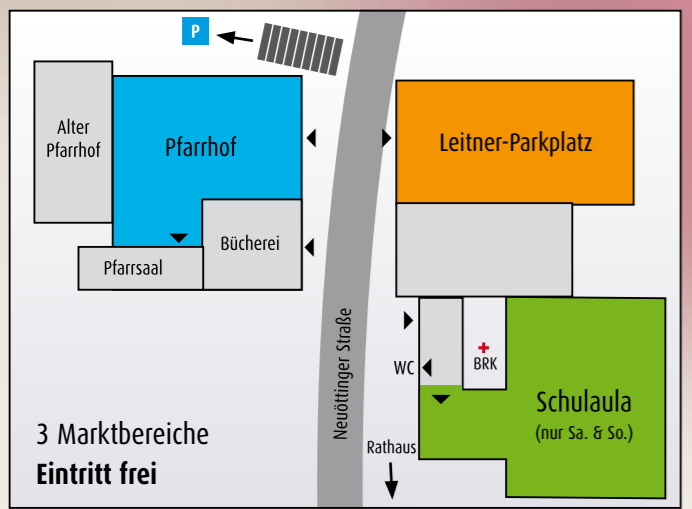 P
Alter
Pfarrhof
Pfarrhof
Leitner-Parkplatz
Bücherei
Pfarrsaal
Neuöttinger Straße
WC
BRK
Schulaula
(nur Sa. & So.)
3 Marktbereiche
Eintritt frei
Rathaus